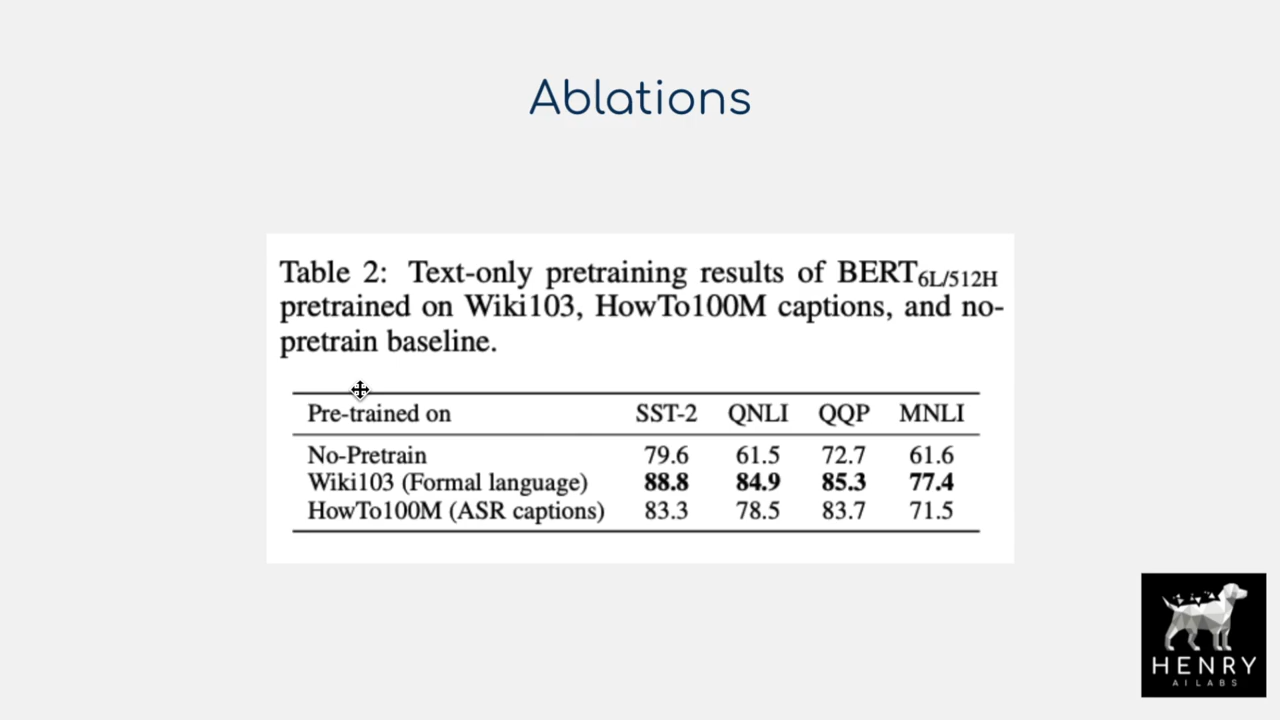 Ablations
Table 2: Text-only pretraining results of BERT6L/512H
pretrained on Wiki103, HowTo100M captions, and no-
pretrain baseline.
Pre-trained on SST-2 QNLI QQP MNLI
No-Pretrain 79.6 61.5 72.7 61.6
Wiki103 (Formal language) 88.8 84.9 85.3 77.4
HowTo100M (ASR captions) 83.3 78.5 83.7 71.5
HENRY
AI LABS